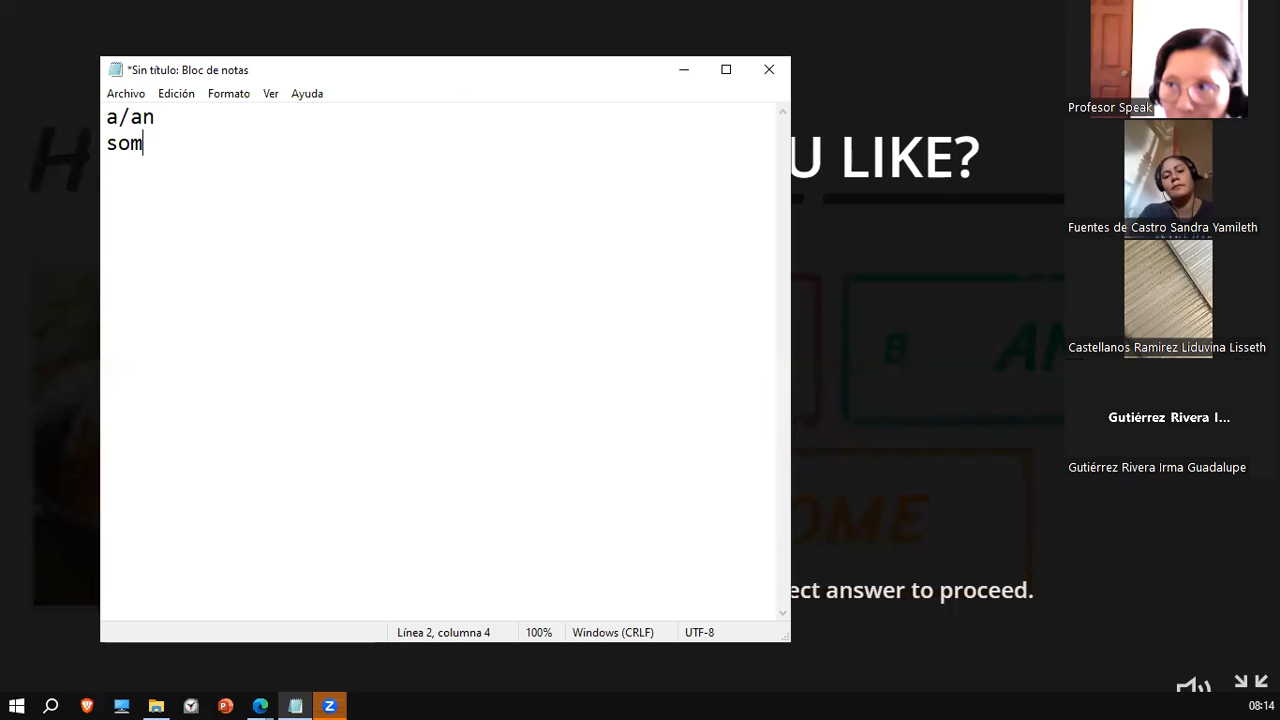 *Sin título: Bloc de notas
Archivo Edición Formato Ver Ayuda
a/an
som
U LIKE?
B
OME
ect answer to proceed.
Línea 2, columna 4 100% Windows (CRLF) UTF-8
Profesor Speak
Fuentes de Castro Sandra Yamileth
Castellanos Ramirez Liduvina Lisseth
Gutiérrez Rivera I...
Gutiérrez Rivera Irma Guadalupe
08:14